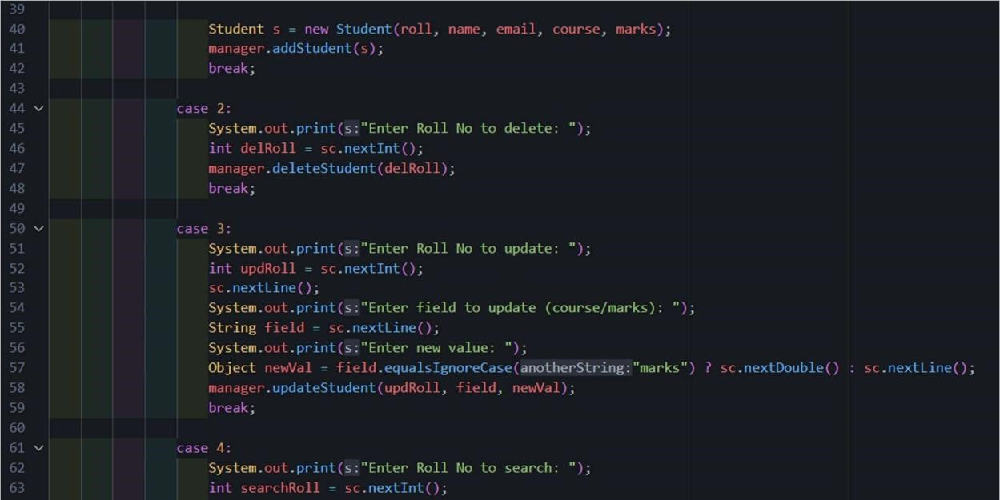 39
40 Student s = new Student(roll, name, email, course, marks);
41 manager.addStudent(s);
42 break;
43
44 case 2:
45 System.out.print(s:"Enter Roll No to delete: ");
46 int delRoll = sc.nextInt();
47 manager.deleteStudent(delRoll);
48 break;
49
50 case 3:
51 System.out.print(s:"Enter Roll No to update: ");
52 int updRoll = sc.nextInt();
53 sc.nextLine();
54 System.out.print(s:"Enter field to update (course/marks): ");
55 String field = sc.nextLine();
56 System.out.print(s:"Enter new value: ");
57 Object newVal = field.equalsIgnoreCase(anotherString:"marks") ? sc.nextDouble() : sc.nextLine();
58 manager.updateStudent(updRoll, field, newVal);
59 break;
60
61 case 4:
62 System.out.print(s:"Enter Roll No to search: ");
63 int searchRoll = sc.nextInt();